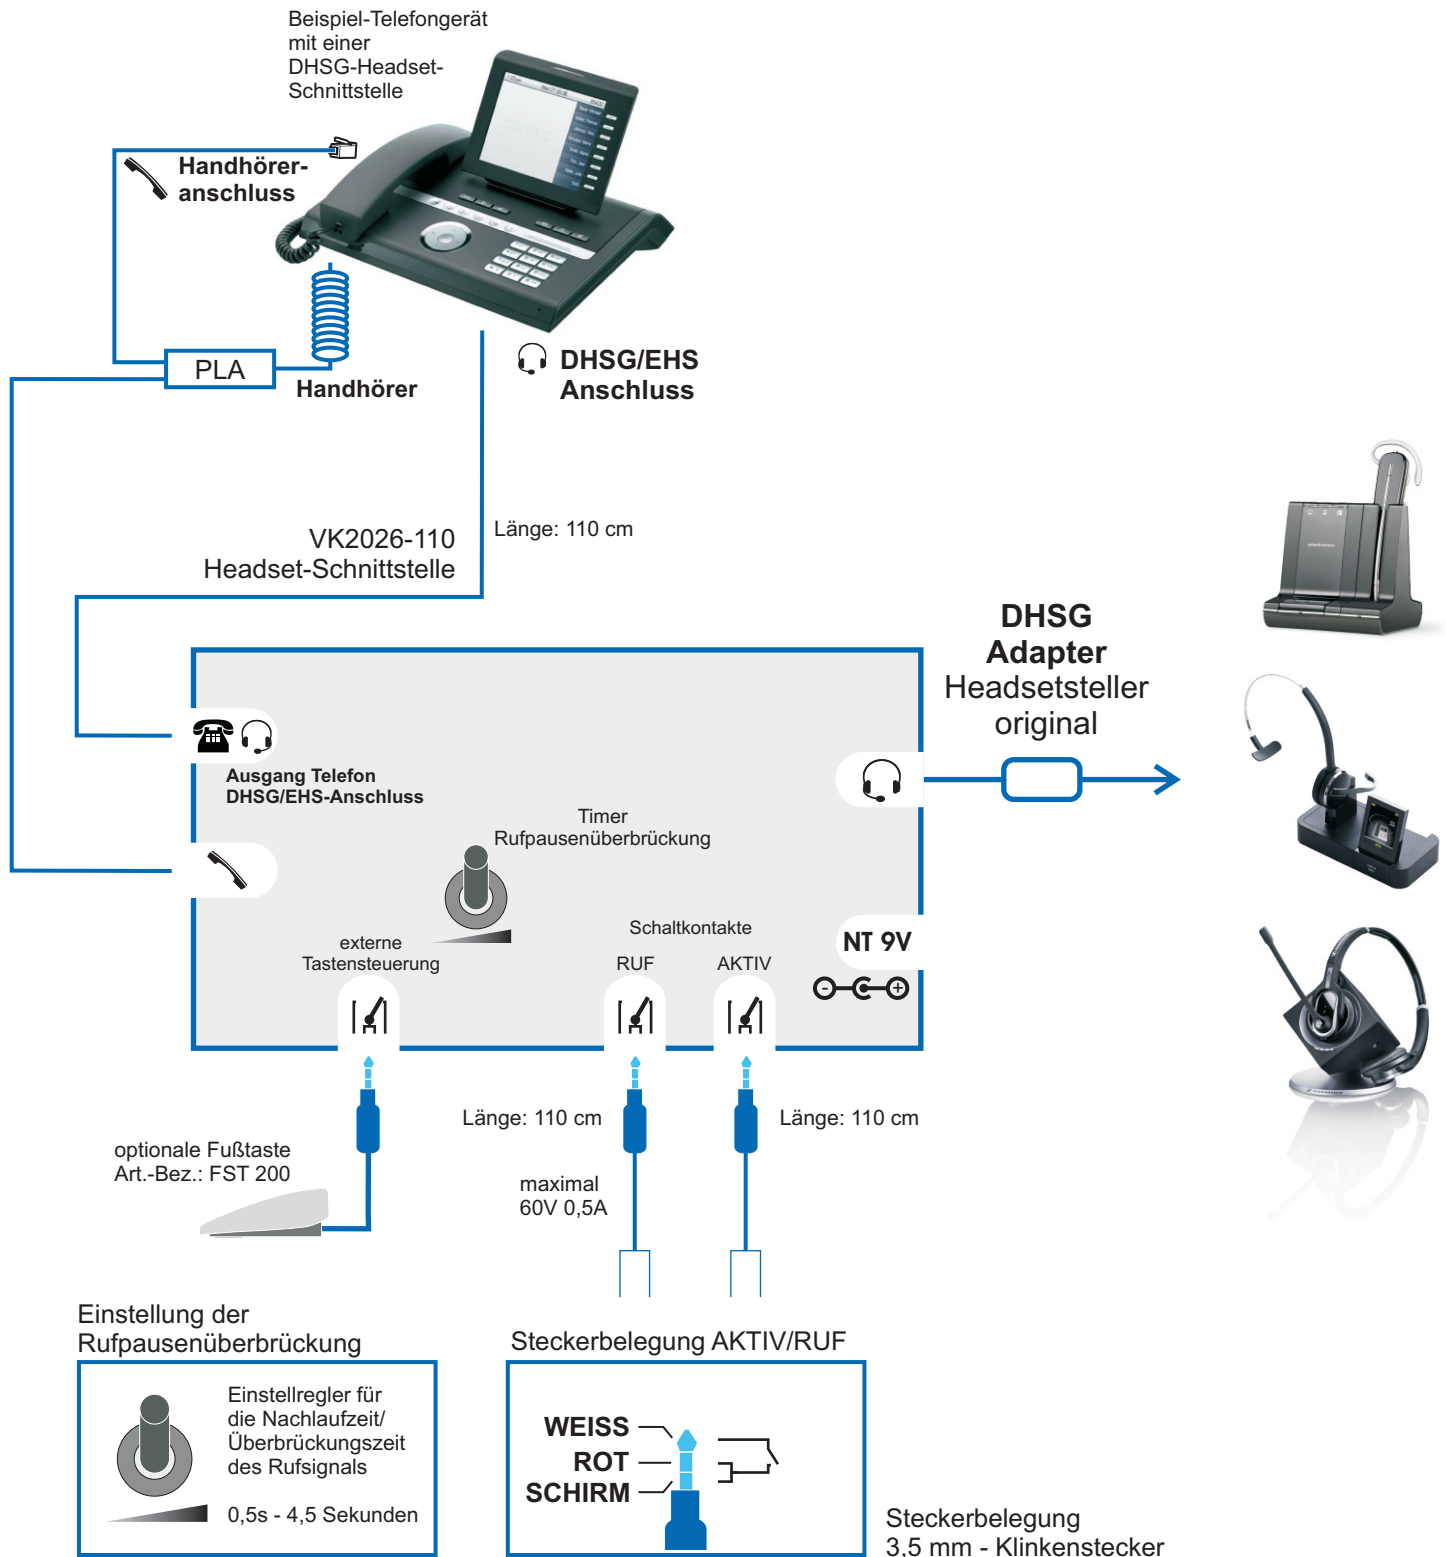 Beispiel-Telefongerät
mit einer
DHSG-Headset-
Schnittstelle
Handhörer-
anschluss
PLA
Handhörer
DHSG/EHS
Anschluss
VK2026-110
Headset-Schnittstelle
Länge: 110 cm
DHSG
Adapter
Headsetsteller
original
Ausgang Telefon
DHSG/EHS-Anschluss
Timer
Rufpausenüberbrückung
externe
Tastensteuerung
Schaltkontakte
RUF
AKTIV
NT 9V
Länge: 110 cm
Länge: 110 cm
optionale Fußtaste
Art.-Bez.: FST 200
maximal
60V 0,5A
Einstellung der
Rufpausenüberbrückung
Einstellregler für
die Nachlaufzeit/
Überbrückungszeit
des Rufsignals
0,5s - 4,5 Sekunden
Steckerbelegung AKTIV/RUF
WEISS
ROT
SCHIRM
Steckerbelegung
3,5 mm - Klinkenstecker